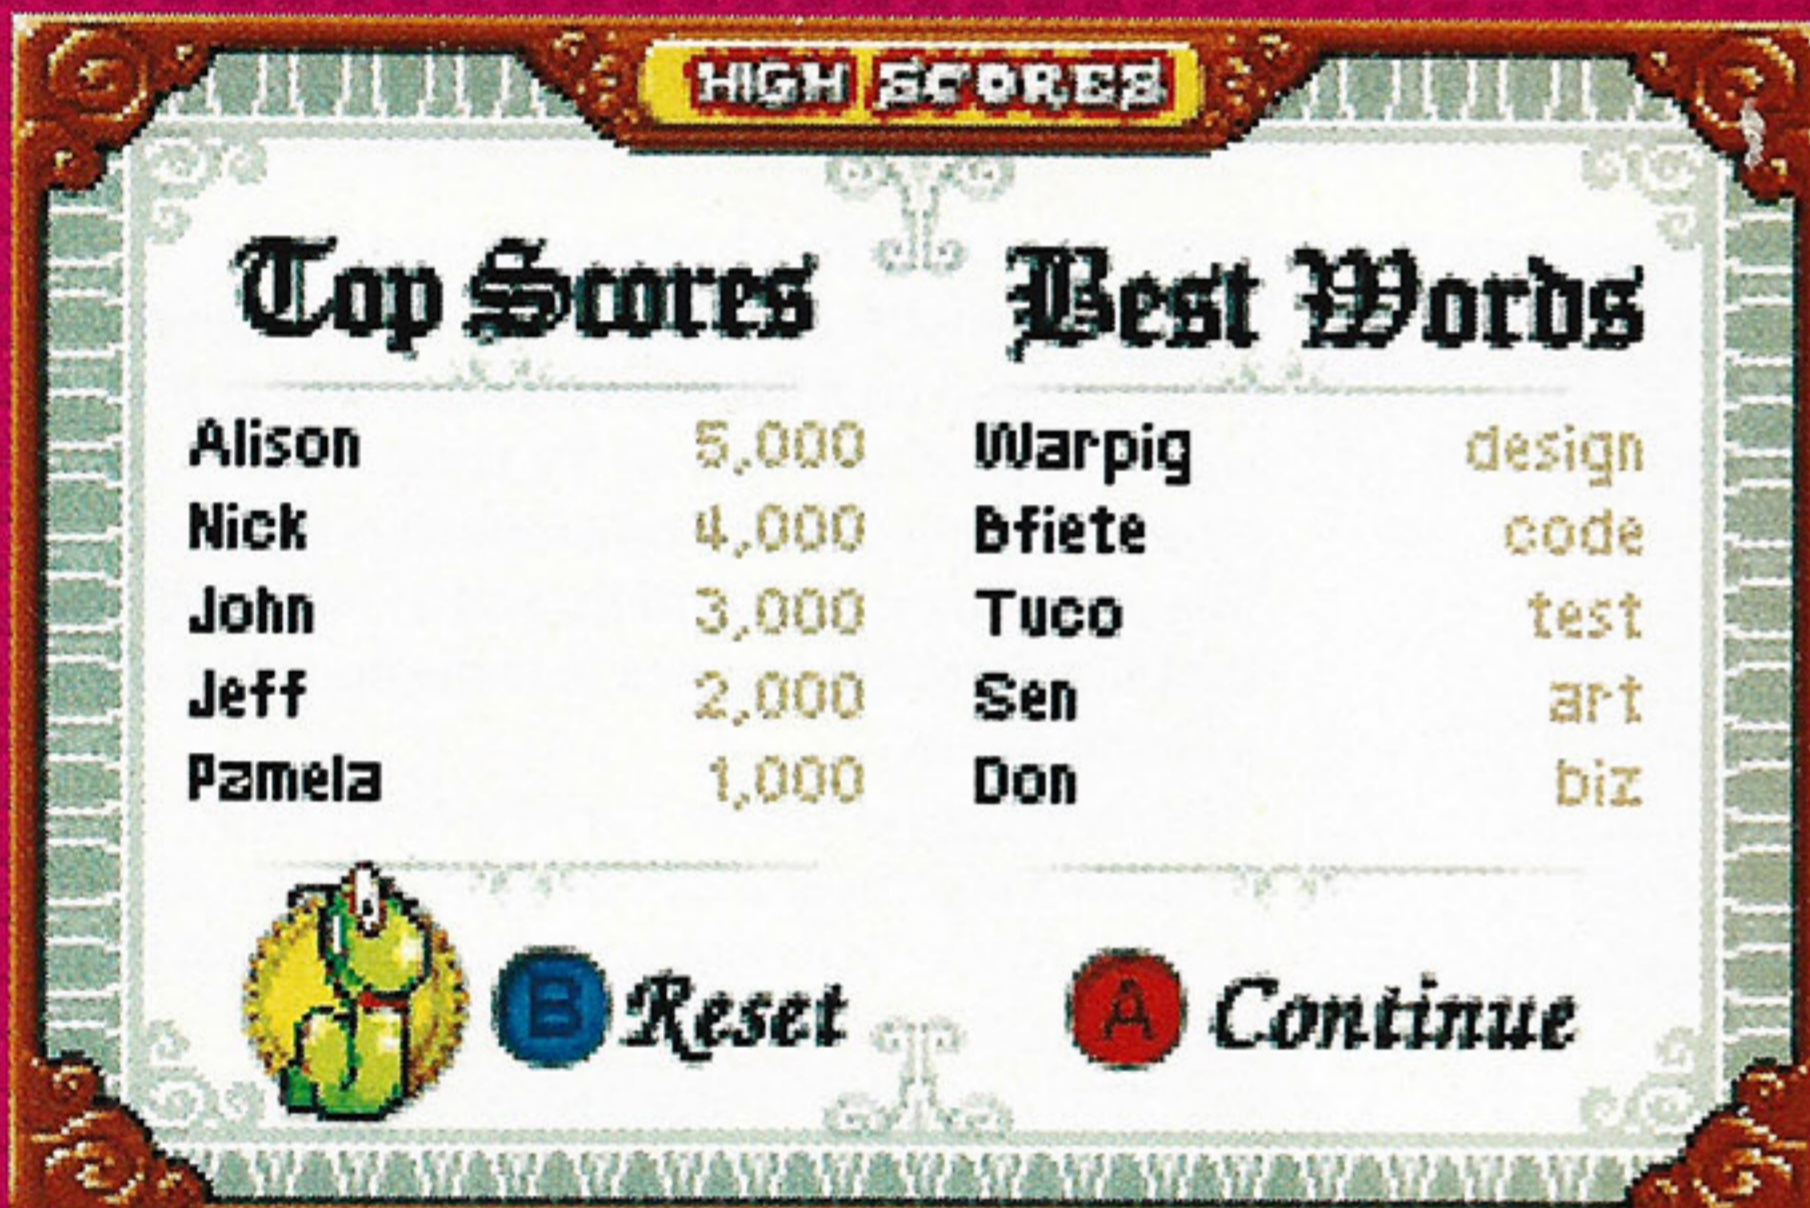 HIGH SCORES
Top Scores
Alison 5,000
Nick 4,000
John 3,000
Jeff 2,000
Pamela 1,000
Best Words
Warpig design
Bfiete code
Tuco test
Sen art
Don biz
B Reset
A Continue